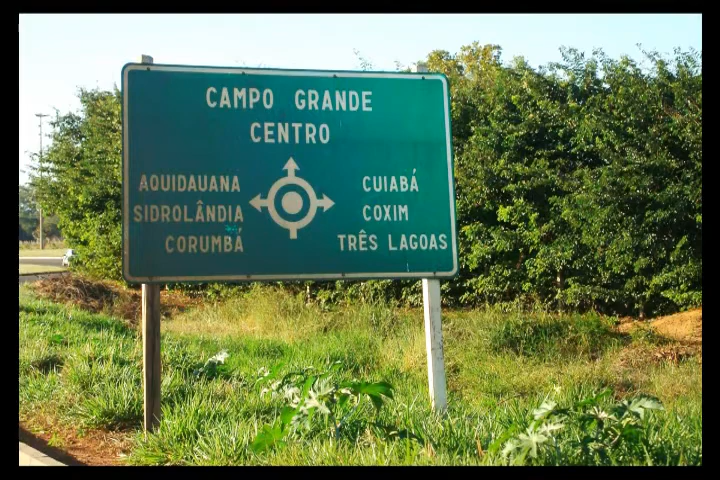 CAMPO GRANDE
CENTRO
AQUIDAUANA
SIDROLÂNDIA
CORUMBÁ
CUIABÁ
COXIM
TRÊS LAGOAS